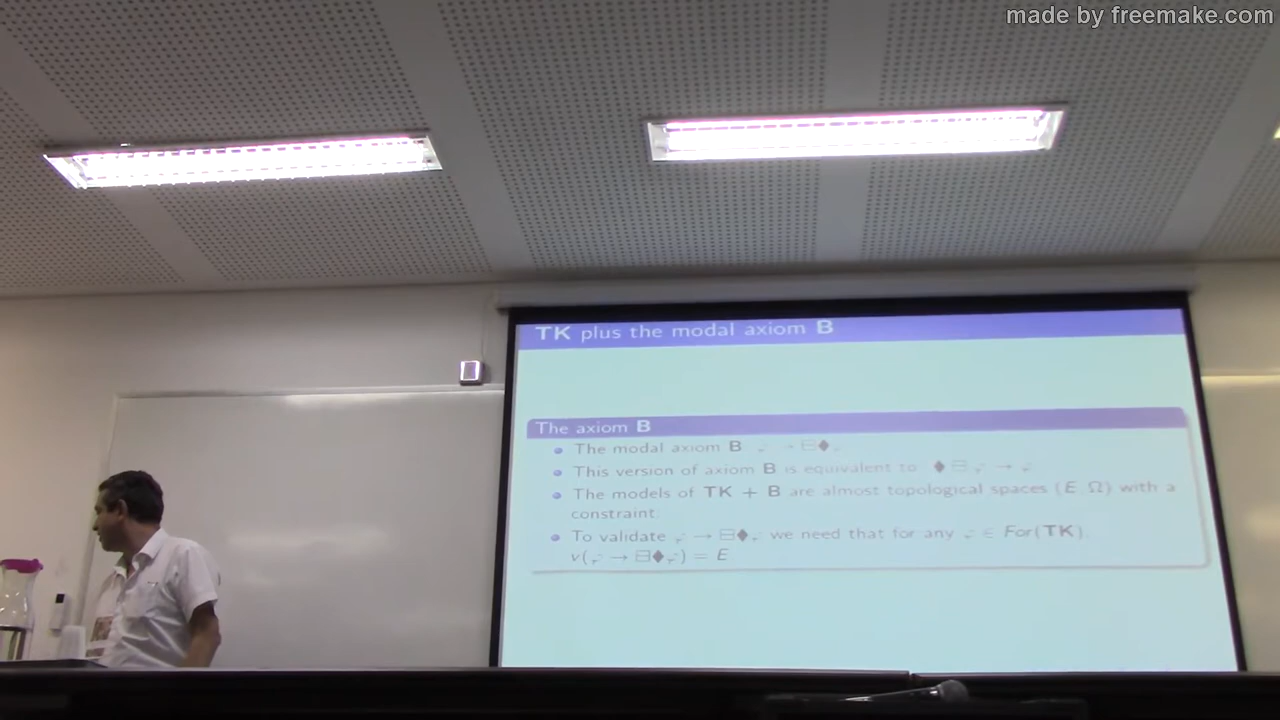 made by freemake.com
TK plus the modal axiom B
The axiom B
The modal axiom B → ⊟♦
This version of axiom B is equivalent to ♦⊟ →
The models of TK + B are almost topological spaces (E Ω) with a
constraint
To validate → ⊟♦ we need that for any ∈ For(TK)
v( → ⊟♦ ) = E